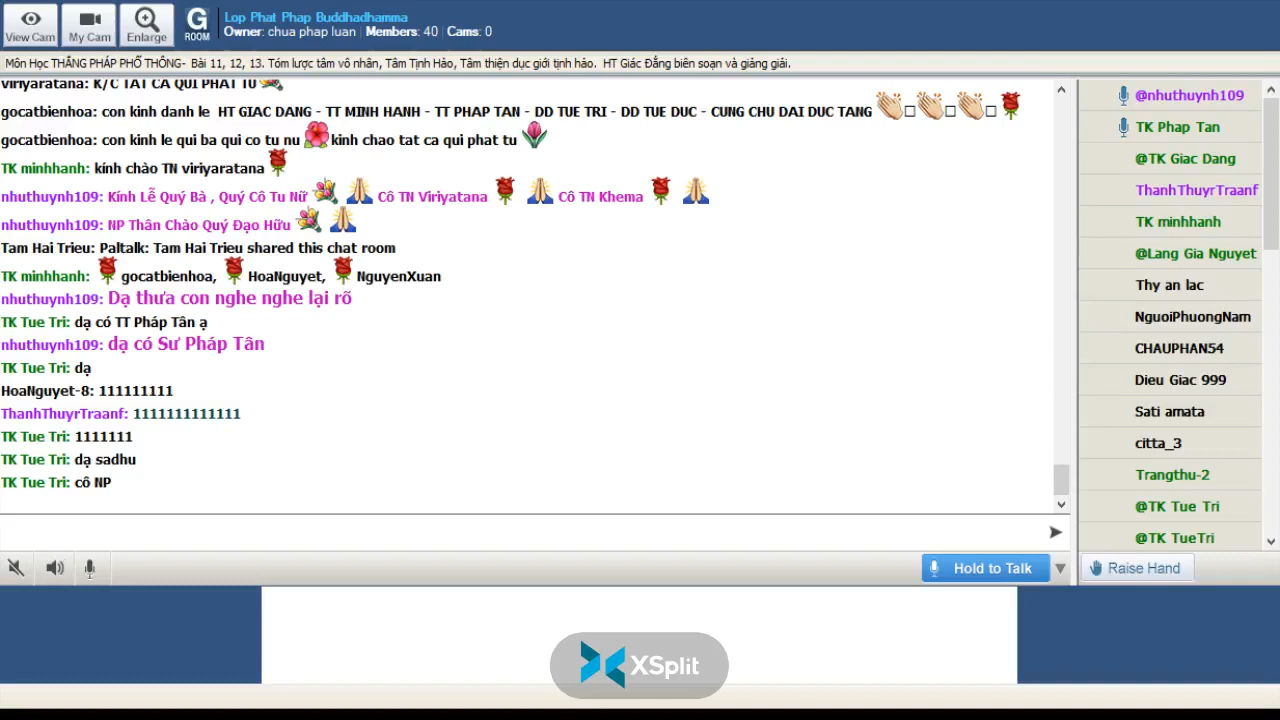 View Cam
My Cam
Enlarge
G
ROOM
Lop Phat Phap Buddhadhamma
Owner: chua phap luan | Members: 40 | Cams: 0
Môn Học THẮNG PHÁP PHỔ THÔNG- Bài 11, 12, 13. Tóm lược tâm vô nhân, Tâm Tịnh Hảo, Tâm thiện dục giới tịnh hảo. HT Giác Đẳng biên soạn và giảng giải.
viriyaratana: K/C TAT CA QUI PHAT TU
gocatbienhoa: con kinh danh le HT GIAC DANG - TT MINH HANH - TT PHAP TAN - DD TUE TRI - DD TUE DUC - CUNG CHU DAI DUC TANG
gocatbienhoa: con kinh le qui ba qui co tu nu kinh chao tat ca qui phat tu
TK minhhanh: kính chào TN viriyaratana
nhuthuynh109: Kính Lễ Quý Bà , Quý Cô Tu Nữ Cô TN Viriyatana Cô TN Khema
nhuthuynh109: NP Thân Chào Quý Đạo Hữu
Tam Hai Trieu: Paltalk: Tam Hai Trieu shared this chat room
TK minhhanh: gocatbienhoa, HoaNguyet, NguyenXuan
nhuthuynh109: Dạ thưa con nghe nghe lại rõ
TK Tue Tri: dạ có TT Pháp Tân ạ
nhuthuynh109: dạ có Sư Pháp Tân
TK Tue Tri: dạ
HoaNguyet-8: 111111111
ThanhThuyrTraanf: 1111111111111
TK Tue Tri: 1111111
TK Tue Tri: dạ sadhu
TK Tue Tri: cô NP
@nhuthuynh109
TK Phap Tan
@TK Giac Dang
ThanhThuyrTraanf
TK minhhanh
@Lang Gia Nguyet
Thy an lac
NguoiPhuongNam
CHAUPHAN54
Dieu Giac 999
Sati amata
citta_3
Trangthu-2
@TK Tue Tri
@TK TueTri
Hold to Talk
Raise Hand
XSplit